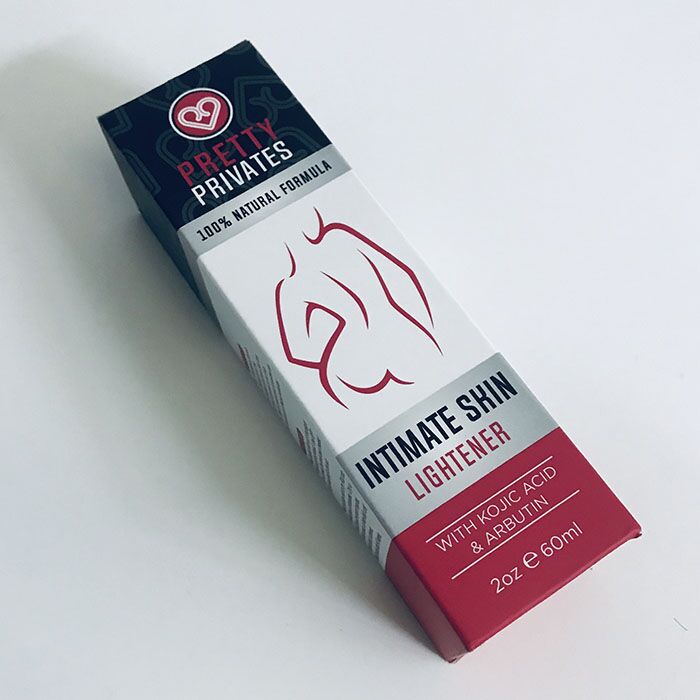 PRETTY
PRIVATES
100% NATURAL FORMULA
INTIMATE SKIN
LIGHTENER
WITH KOJIC ACID
& ARBUTIN
2oz e 60ml